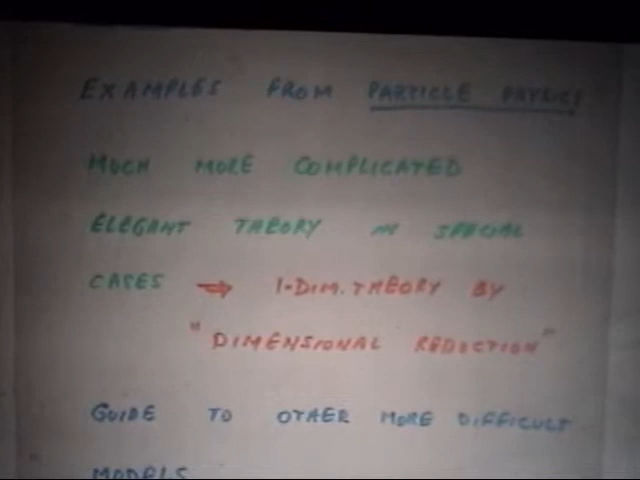 EXAMPLES FROM PARTICLE PHYSICS
MUCH MORE COMPLICATED
ELEGANT THEORY IN SPECIAL
CASES → 1-DIM. THEORY BY
"DIMENSIONAL REDUCTION"
GUIDE TO OTHER MORE DIFFICULT
MODELS